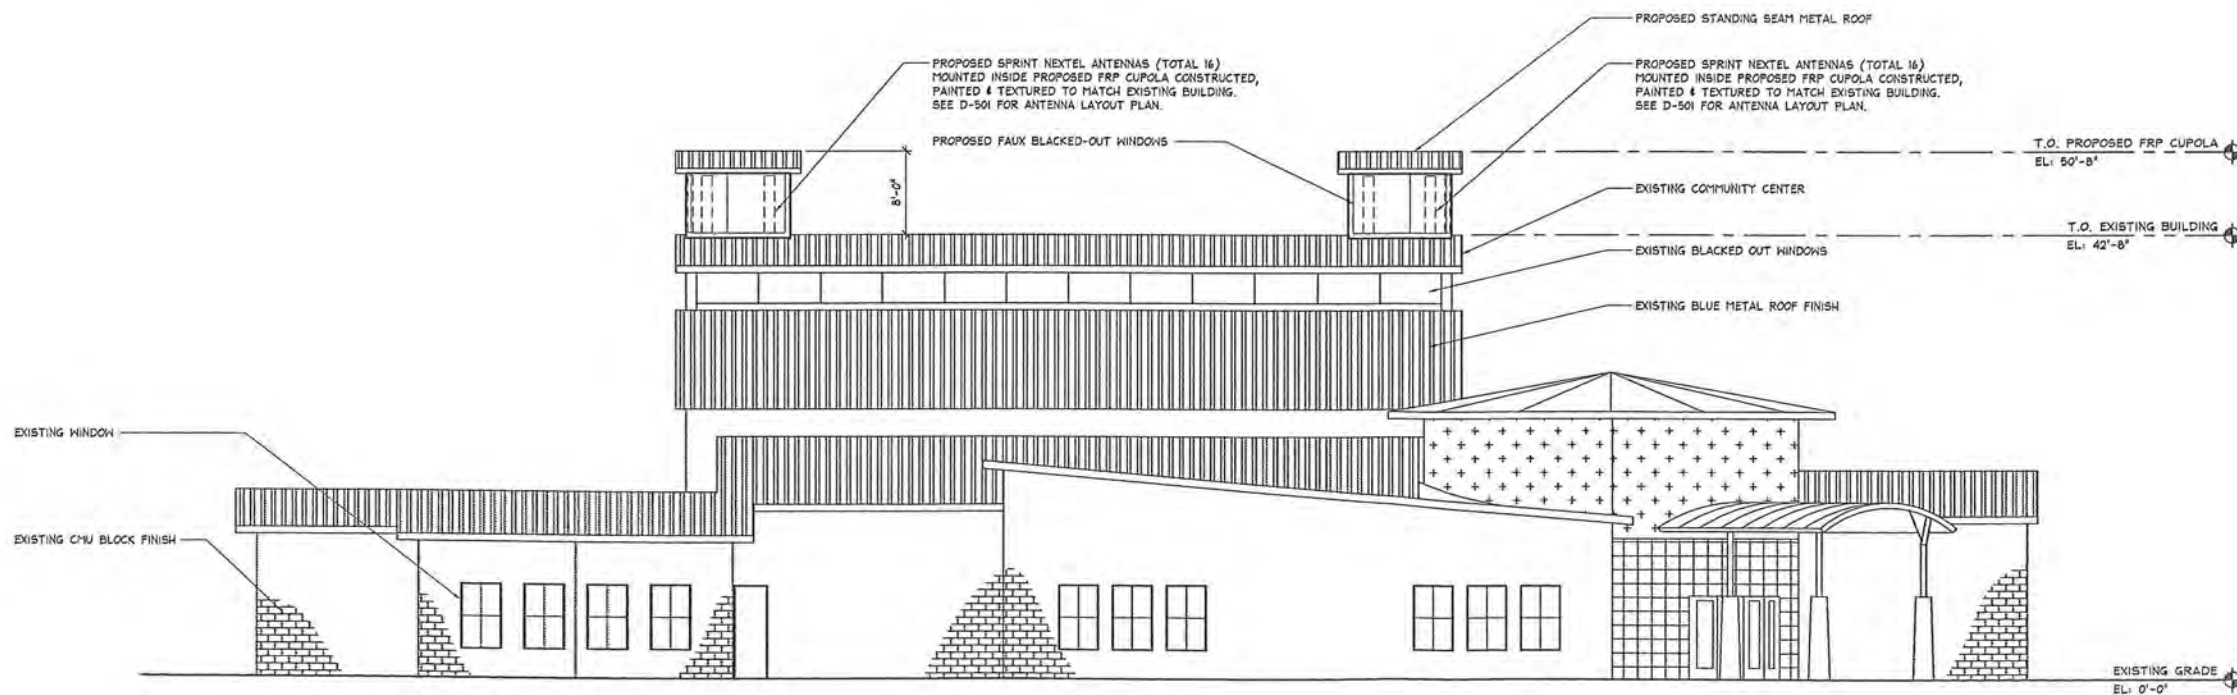 PROPOSED STANDING SEAM METAL ROOF
PROPOSED SPRINT NEXTEL ANTENNAS (TOTAL 16)
MOUNTED INSIDE PROPOSED FRP CUPOLA CONSTRUCTED,
PAINTED & TEXTURED TO MATCH EXISTING BUILDING.
SEE D-501 FOR ANTENNA LAYOUT PLAN.
PROPOSED SPRINT NEXTEL ANTENNAS (TOTAL 16)
MOUNTED INSIDE PROPOSED FRP CUPOLA CONSTRUCTED,
PAINTED & TEXTURED TO MATCH EXISTING BUILDING.
SEE D-501 FOR ANTENNA LAYOUT PLAN.
PROPOSED FAUX BLACKED-OUT WINDOWS
T.O. PROPOSED FRP CUPOLA
EL: 50'-8"
8'-0"
EXISTING COMMUNITY CENTER
T.O. EXISTING BUILDING
EL: 42'-8"
EXISTING BLACKED OUT WINDOWS
EXISTING BLUE METAL ROOF FINISH
EXISTING WINDOW
EXISTING CMU BLOCK FINISH
EXISTING GRADE
EL: 0'-0"